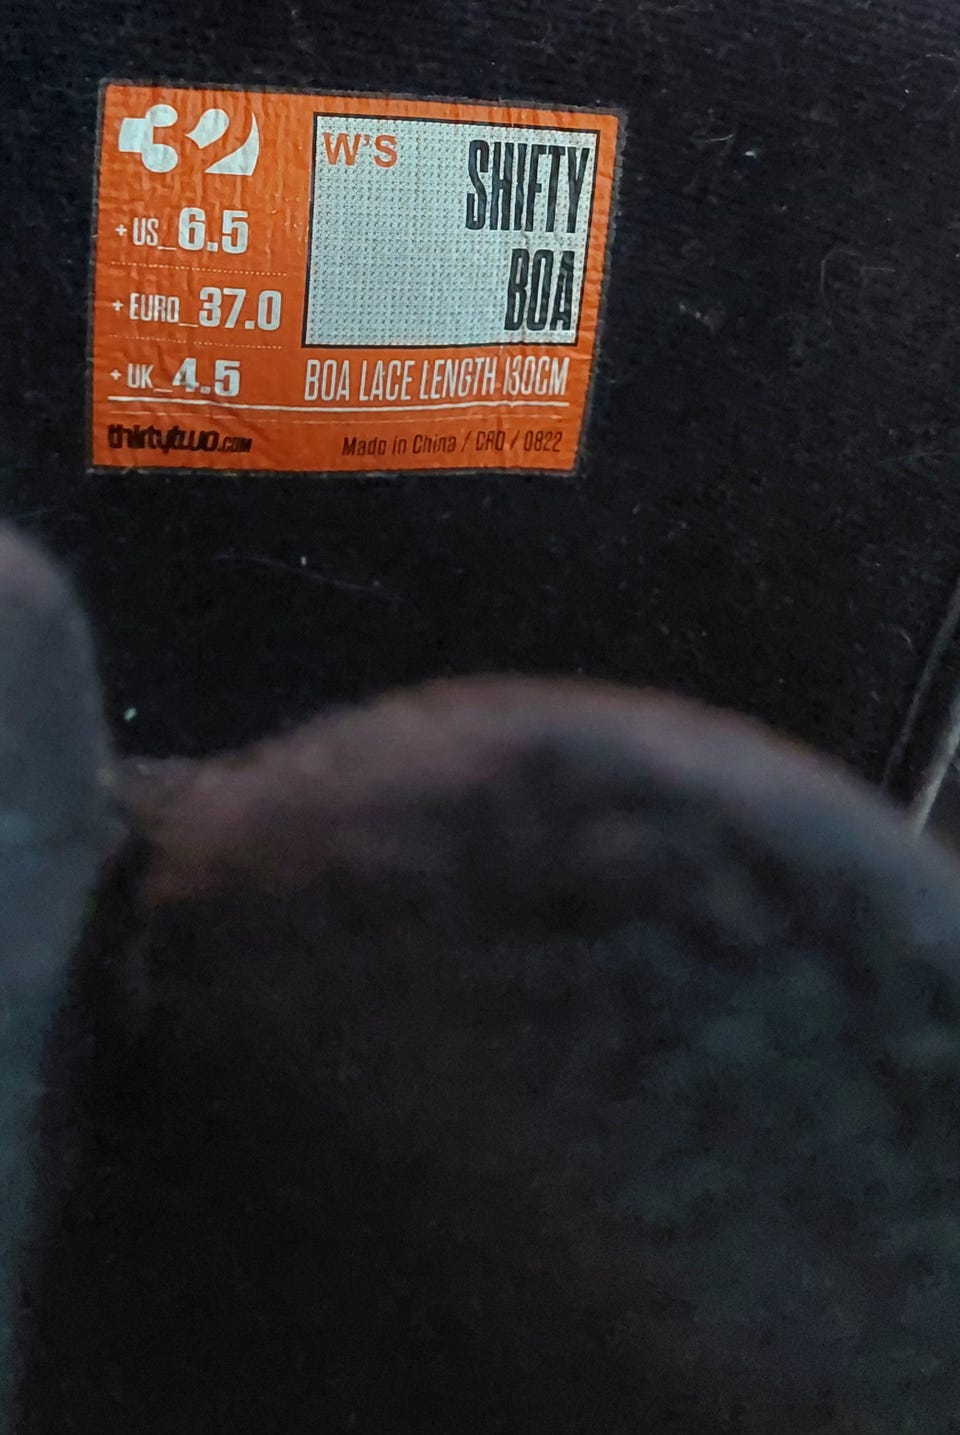 32
W'S
SHIFTY
BOA
+ US_6.5
+ EURO_37.0
+ UK_4.5
BOA LACE LENGTH 130CM
thirtytwo.COM
Made in China / CRD / 0822